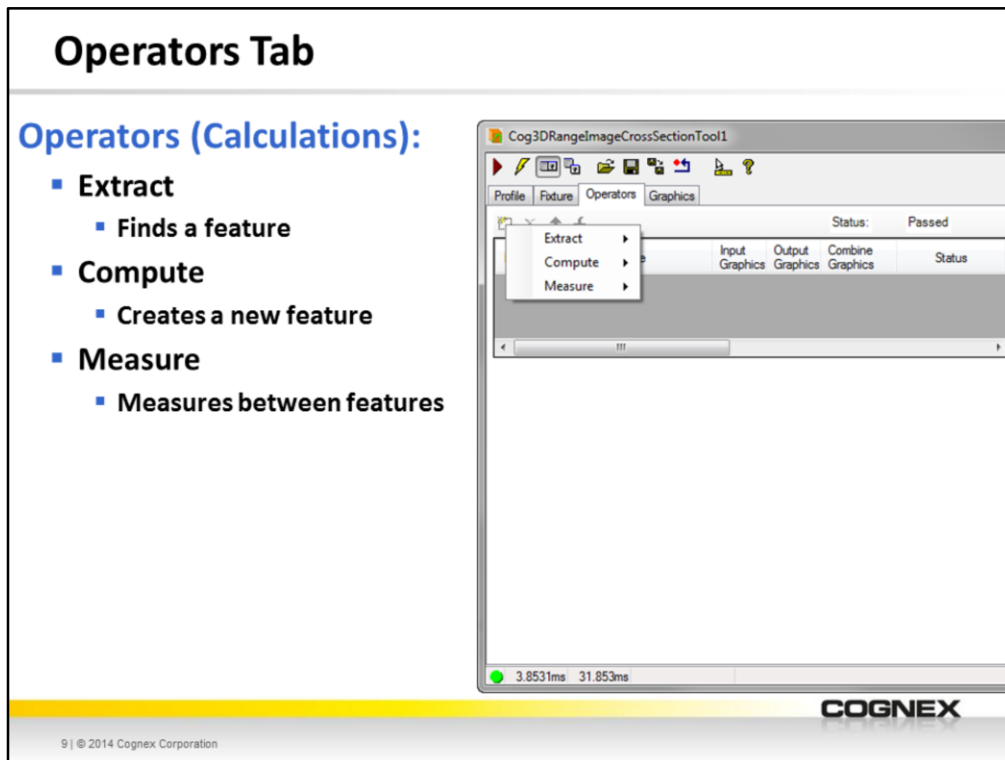 Operators Tab
Operators (Calculations):
Extract
Finds a feature
Compute
Creates a new feature
Measure
Measures between features
Cog3DRangeImageCrossSectionTool1
Profile Fixture Operators Graphics
Status: Passed
Extract
Compute
Measure
Input Graphics Output Graphics Combine Graphics Status
3.8531ms 31.853ms
COGNEX
9 | © 2014 Cognex Corporation